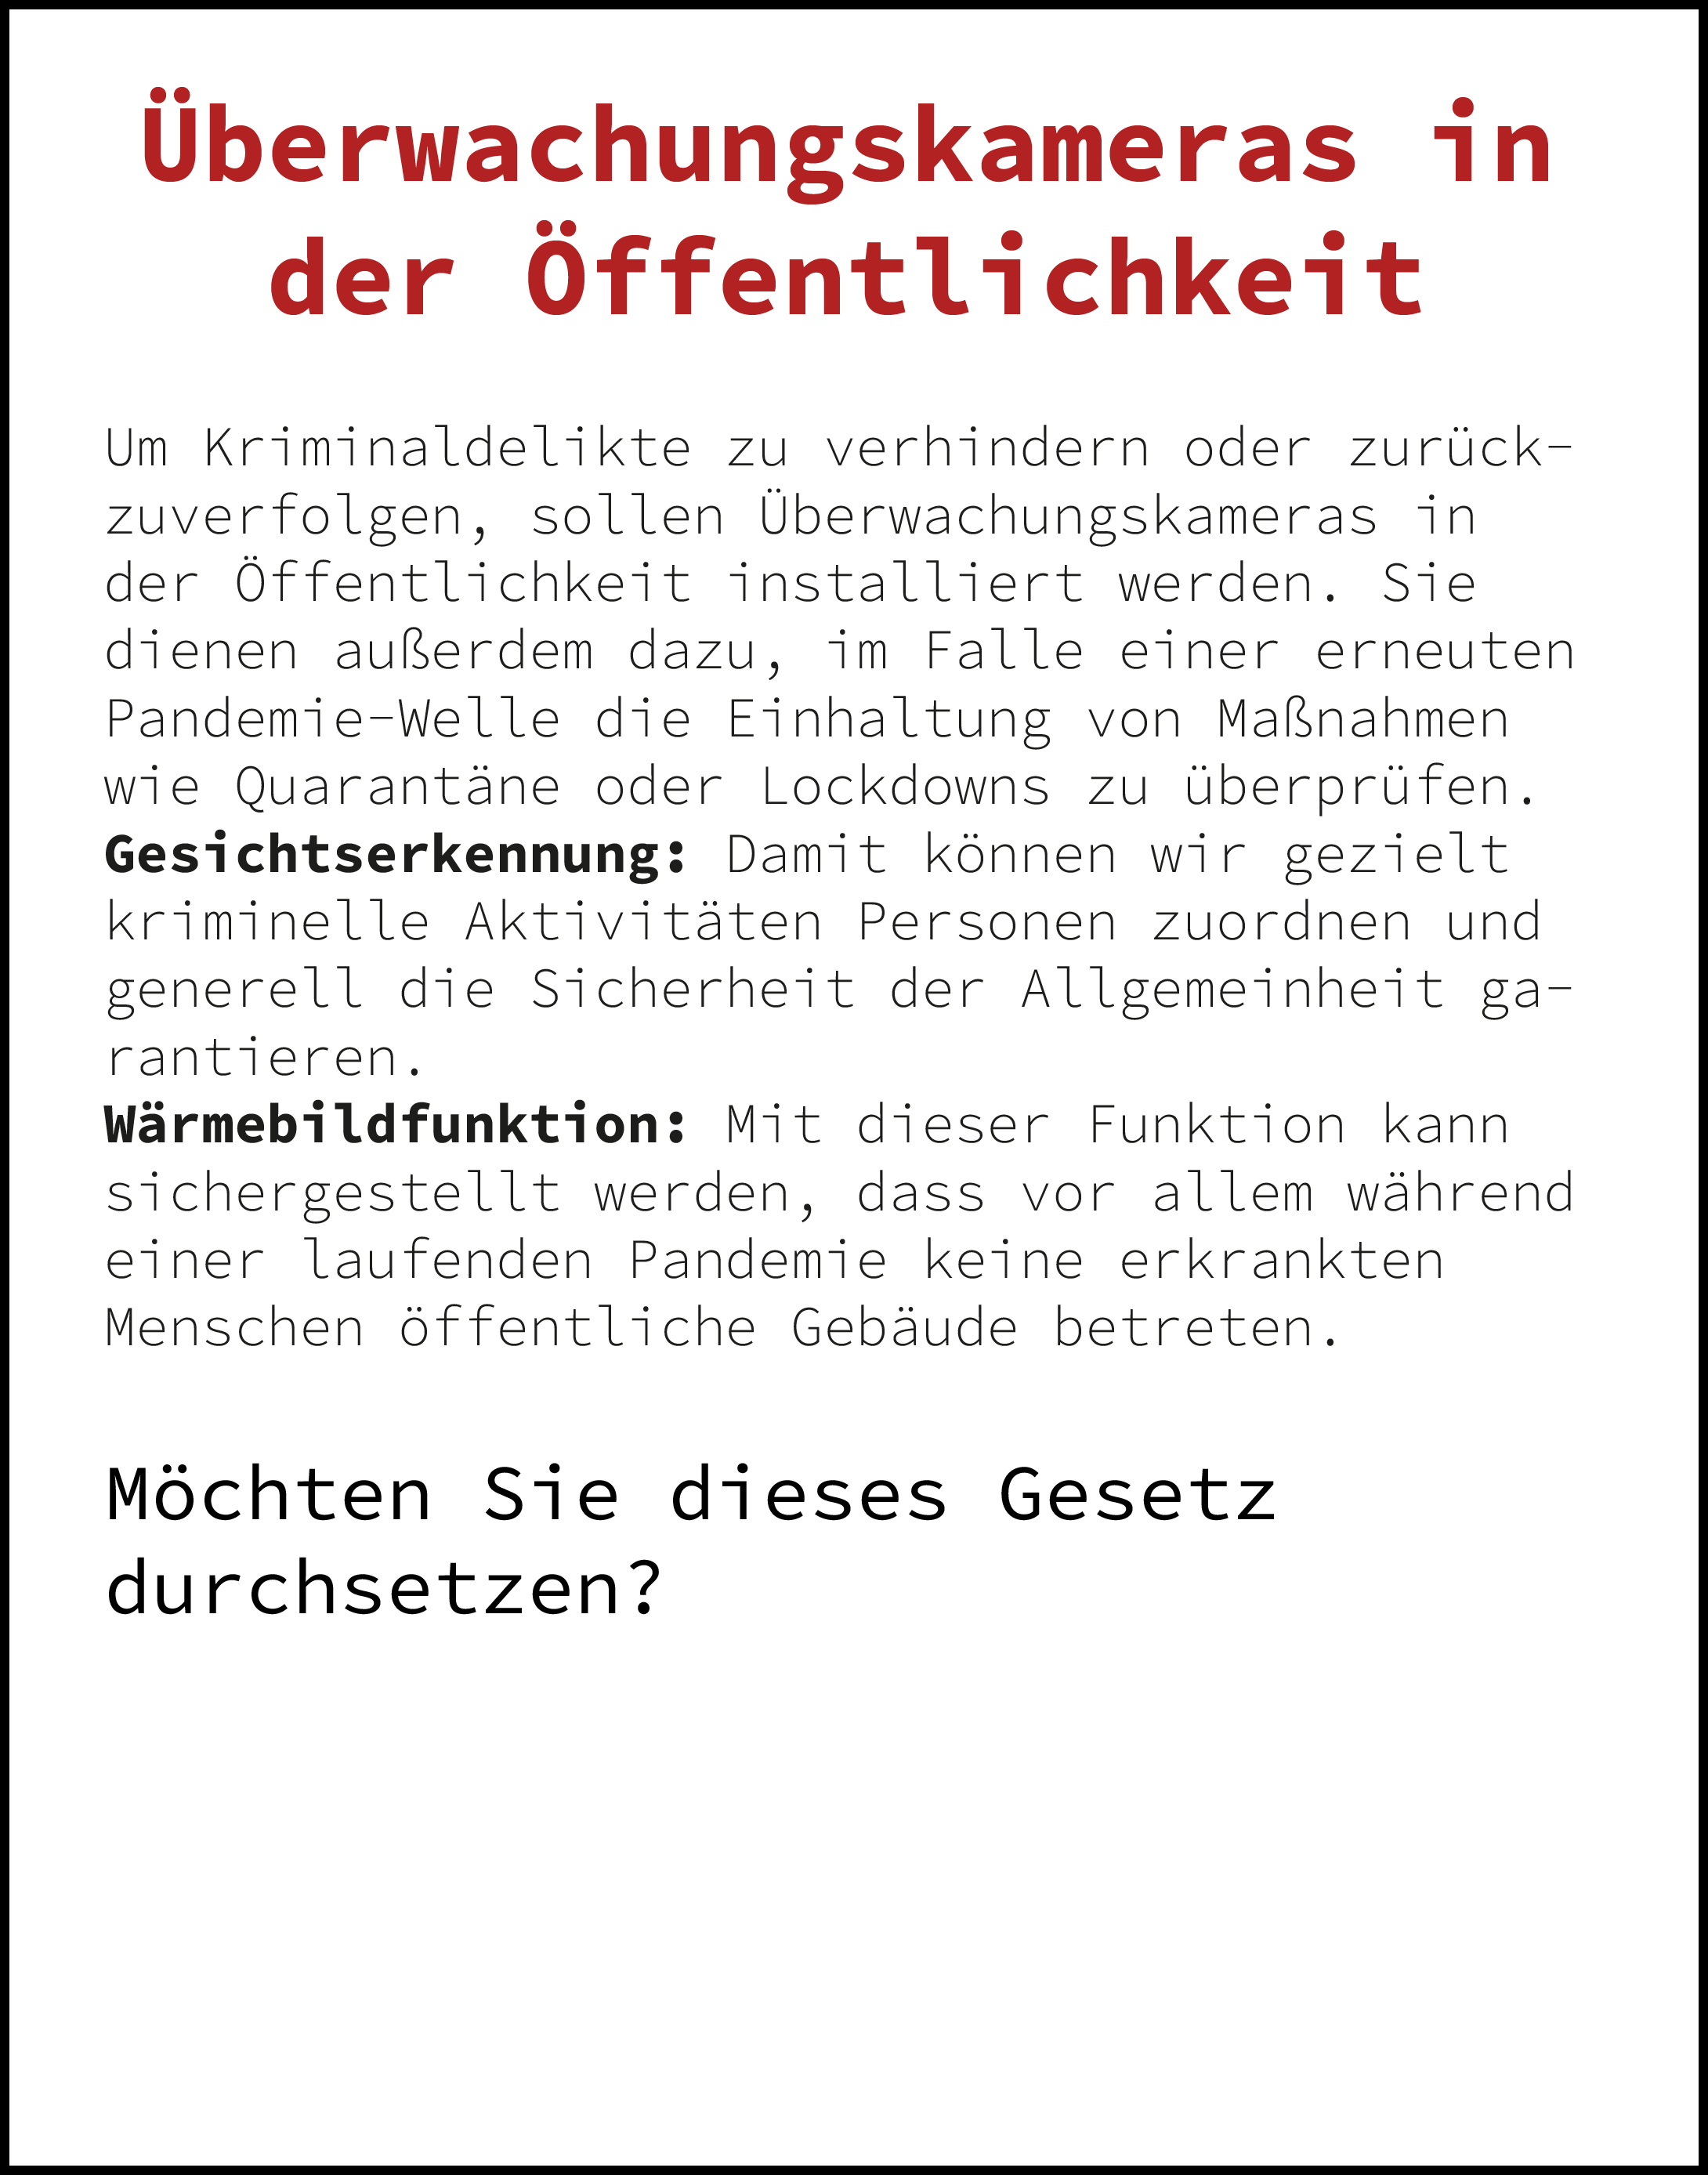 Überwachungskameras in
der Öffentlichkeit
Um Kriminaldelikte zu verhindern oder zurück-
zuverfolgen, sollen Überwachungskameras in
der Öffentlichkeit installiert werden. Sie
dienen außerdem dazu, im Falle einer erneuten
Pandemie-Welle die Einhaltung von Maßnahmen
wie Quarantäne oder Lockdowns zu überprüfen.
Gesichtserkennung: Damit können wir gezielt
kriminelle Aktivitäten Personen zuordnen und
generell die Sicherheit der Allgemeinheit ga-
rantieren.
Wärmebildfunktion: Mit dieser Funktion kann
sichergestellt werden, dass vor allem während
einer laufenden Pandemie keine erkrankten
Menschen öffentliche Gebäude betreten.
Möchten Sie dieses Gesetz
durchsetzen?